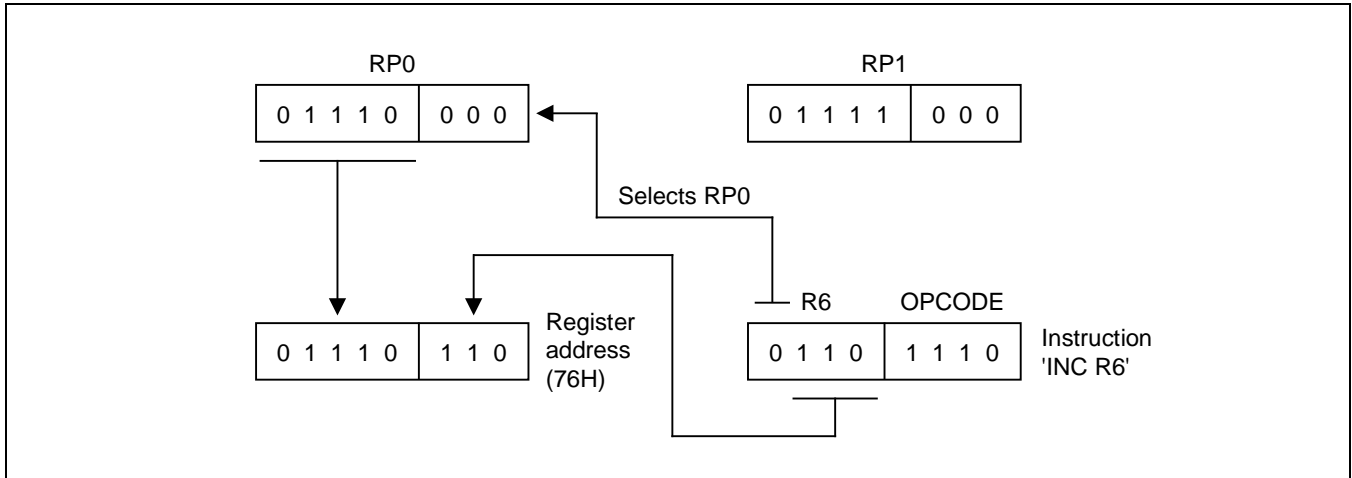 RP0
RP1
0 1 1 1 0 0 0 0
0 1 1 1 1 0 0 0
Selects RP0
R6 OPCODE
0 1 1 1 0 1 1 0
Register
address
(76H)
0 1 1 0 1 1 1 0
Instruction
'INC R6'